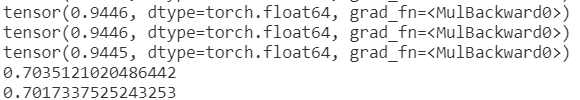 tensor(0.9446, dtype=torch.float64, grad_fn=<MulBackward0>)
tensor(0.9446, dtype=torch.float64, grad_fn=<MulBackward0>)
tensor(0.9445, dtype=torch.float64, grad_fn=<MulBackward0>)
0.7035121020486442
0.7017337525243253